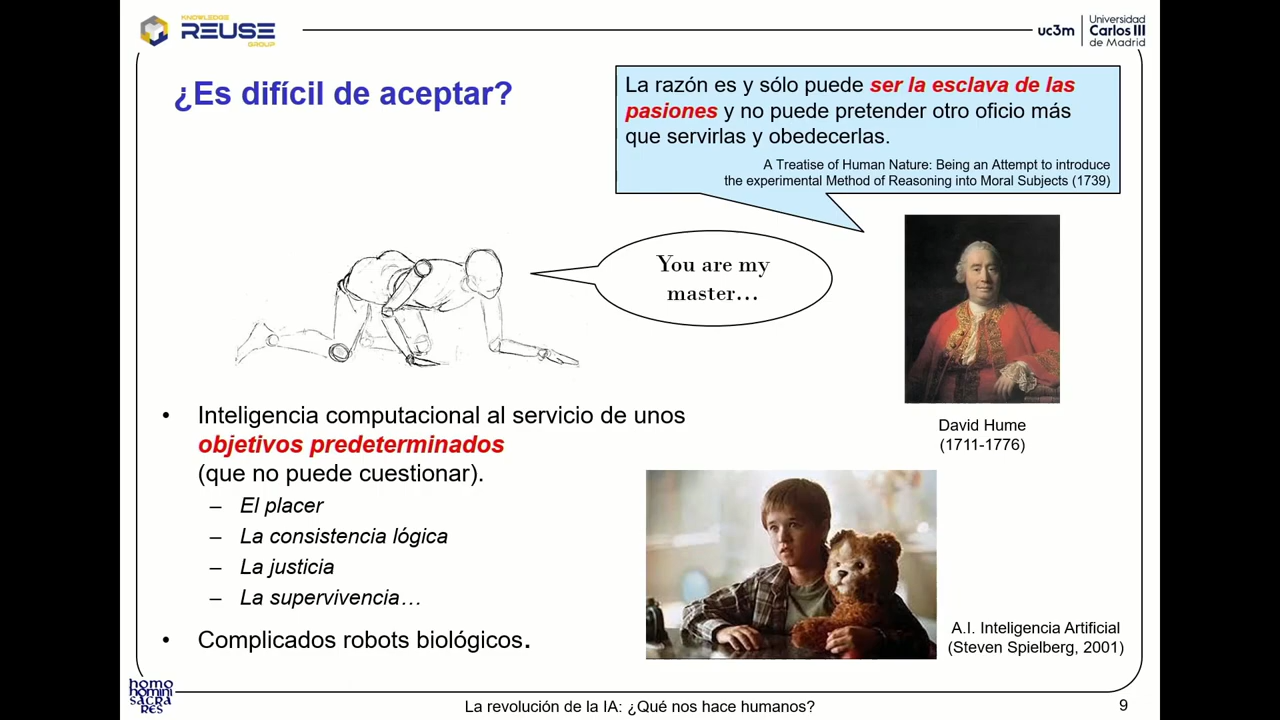 KNOWLEDGE
REUSE
GROUP
uc3m
Universidad
Carlos III
de Madrid
¿Es difícil de aceptar?
La razón es y sólo puede ser la esclava de las
pasiones y no puede pretender otro oficio más
que servirlas y obedecerlas.
A Treatise of Human Nature: Being an Attempt to introduce
the experimental Method of Reasoning into Moral Subjects (1739)
You are my
master…
David Hume
(1711-1776)
• Inteligencia computacional al servicio de unos
objetivos predeterminados
(que no puede cuestionar).
– El placer
– La consistencia lógica
– La justicia
– La supervivencia…
• Complicados robots biológicos.
A.I. Inteligencia Artificial
(Steven Spielberg, 2001)
homo
homini
sacra
res
La revolución de la IA: ¿Qué nos hace humanos?
9